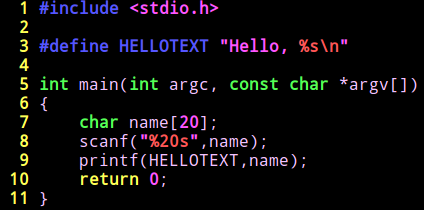 1 #include <stdio.h>
2
3 #define HELLOTEXT "Hello, %s\n"
4
5 int main(int argc, const char *argv[])
6 {
7     char name[20];
8     scanf("%20s",name);
9     printf(HELLOTEXT,name);
10     return 0;
11 }